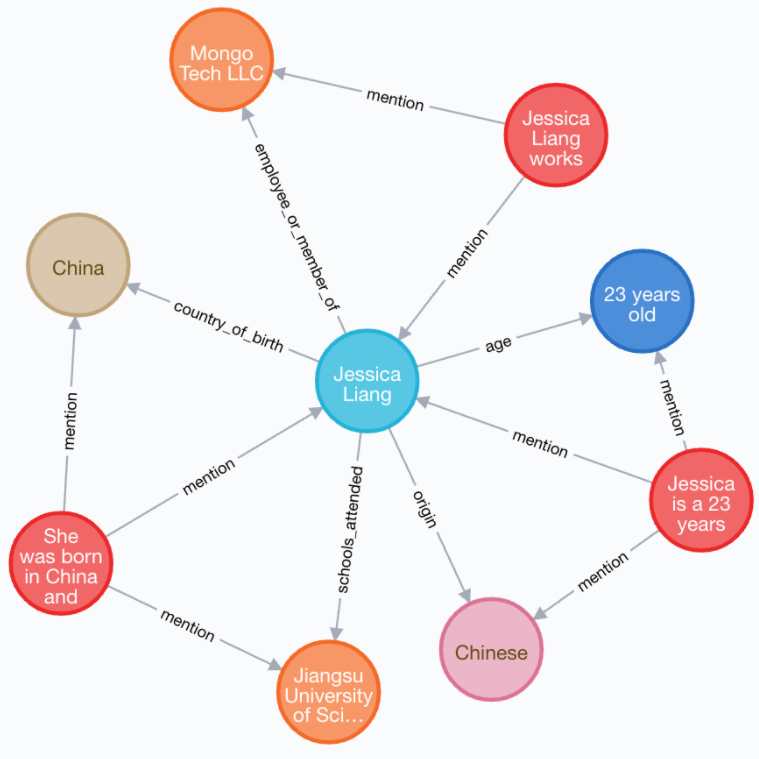 Mongo
Tech LLC
mention
Jessica
Liang
works
employee_or_member_of
mention
China
country_of_birth
23 years
old
age
Jessica
Liang
mention
mention
mention
mention
schools_attended
origin
Jessica
is a 23
years
She
was born
in China
and
mention
mention
Chinese
Jiangsu
University
of Sci...